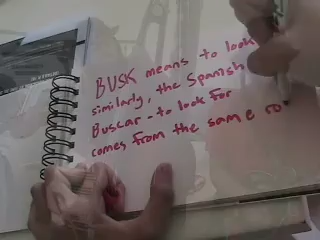 BUSK means - to look
similarly, the Spanish
Buscar - to look for
comes from the same ro